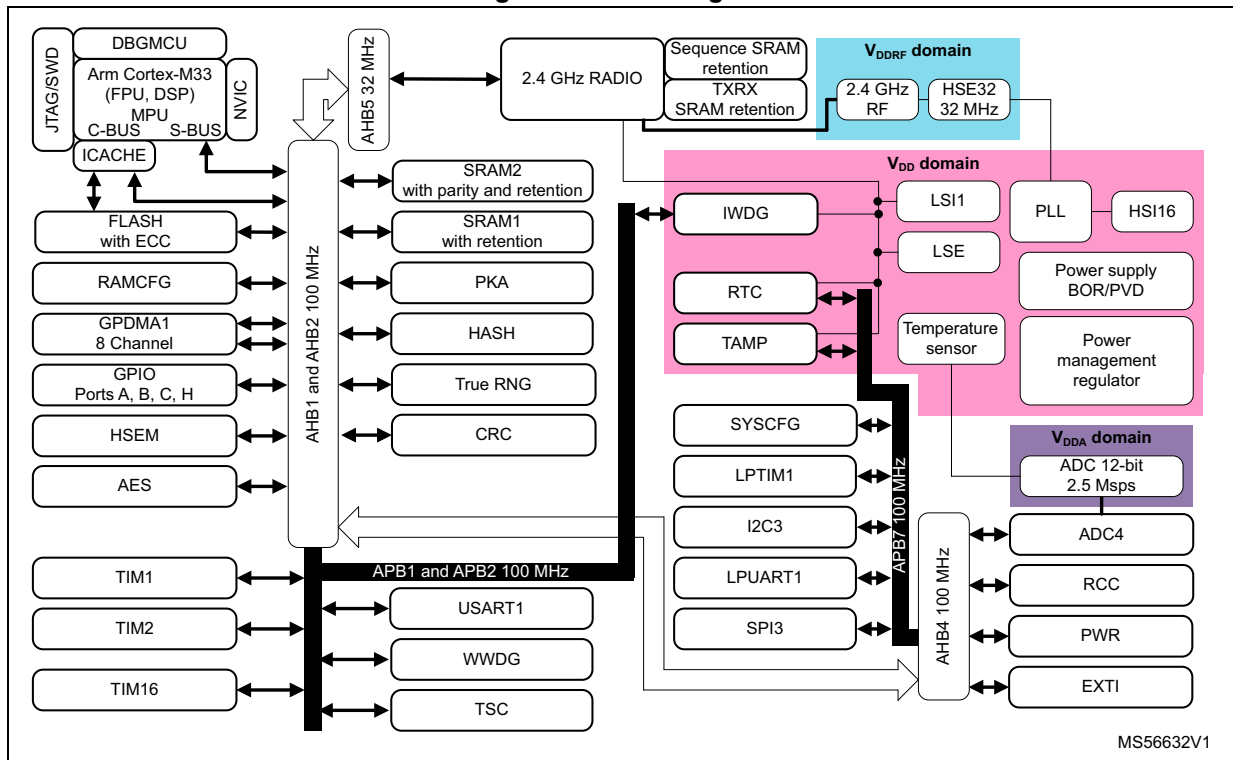 JTAG/SWD
DBGMCU
Arm Cortex-M33
(FPU, DSP)
MPU
C-BUS S-BUS
NVIC
ICACHE
FLASH
with ECC
RAMCFG
GPDMA1
8 Channel
GPIO
Ports A, B, C, H
HSEM
AES
AHB1 and AHB2 100 MHz
AHB5 32 MHz
2.4 GHz RADIO
Sequence SRAM
retention
TXRX
SRAM retention
SRAM2
with parity and retention
SRAM1
with retention
PKA
HASH
True RNG
CRC
VDDRF domain
2.4 GHz
RF
HSE32
32 MHz
VDD domain
IWDG
RTC
TAMP
LSI1
LSE
PLL
HSI16
Temperature
sensor
Power supply
BOR/PVD
Power
management
regulator
VDDA domain
ADC 12-bit
2.5 Msps
SYSCFG
LPTIM1
I2C3
LPUART1
SPI3
APB7 100 MHz
AHB4 100 MHz
ADC4
RCC
PWR
EXTI
APB1 and APB2 100 MHz
TIM1
TIM2
TIM16
USART1
WWDG
TSC
MS56632V1